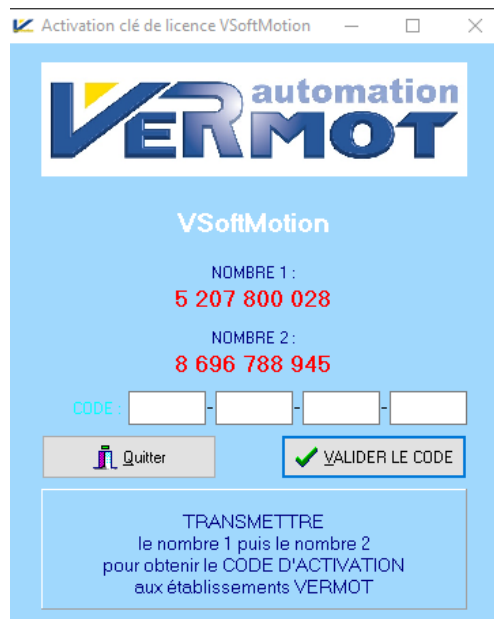 Activation clé de licence VSoftMotion
automation
VERMOT
VSoftMotion
NOMBRE 1 :
5 207 800 028
NOMBRE 2 :
8 696 788 945
CODE : - - -
Quitter
VALIDER LE CODE
TRANSMETTRE
le nombre 1 puis le nombre 2
pour obtenir le CODE D'ACTIVATION
aux établissements VERMOT